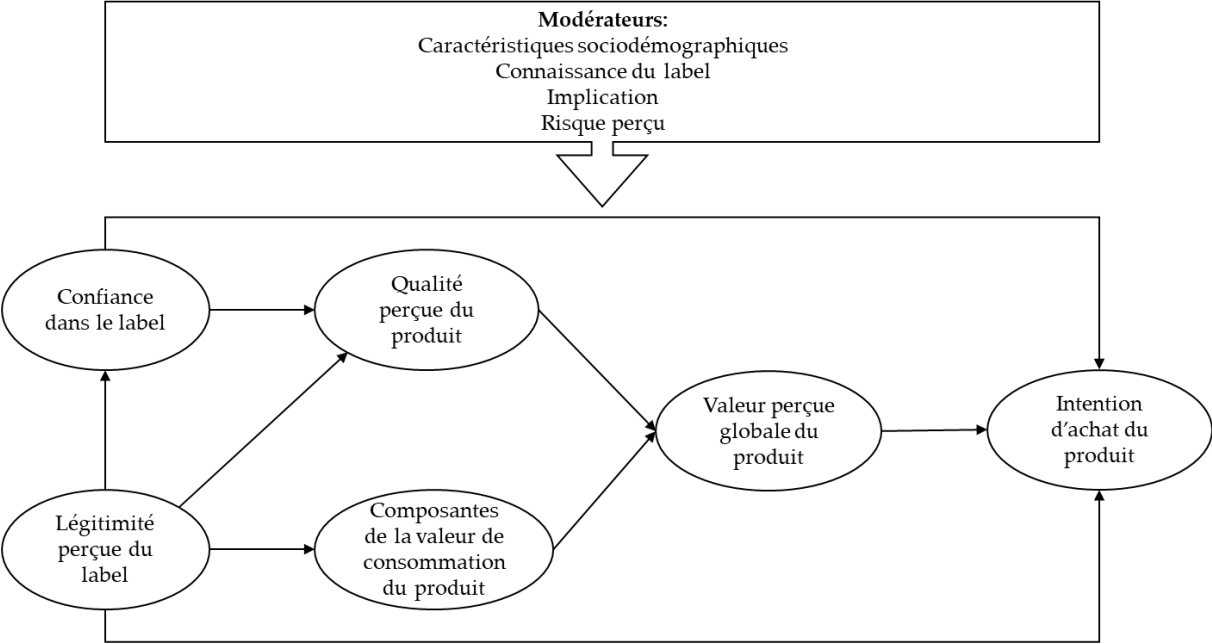 Modérateurs:
Caractéristiques sociodémographiques
Connaissance du label
Implication
Risque perçu
Confiance
dans le label
Qualité
perçue du
produit
Valeur perçue
globale du
produit
Intention
d'achat du
produit
Légitimité
perçue du
label
Composantes
de la valeur de
consommation
du produit